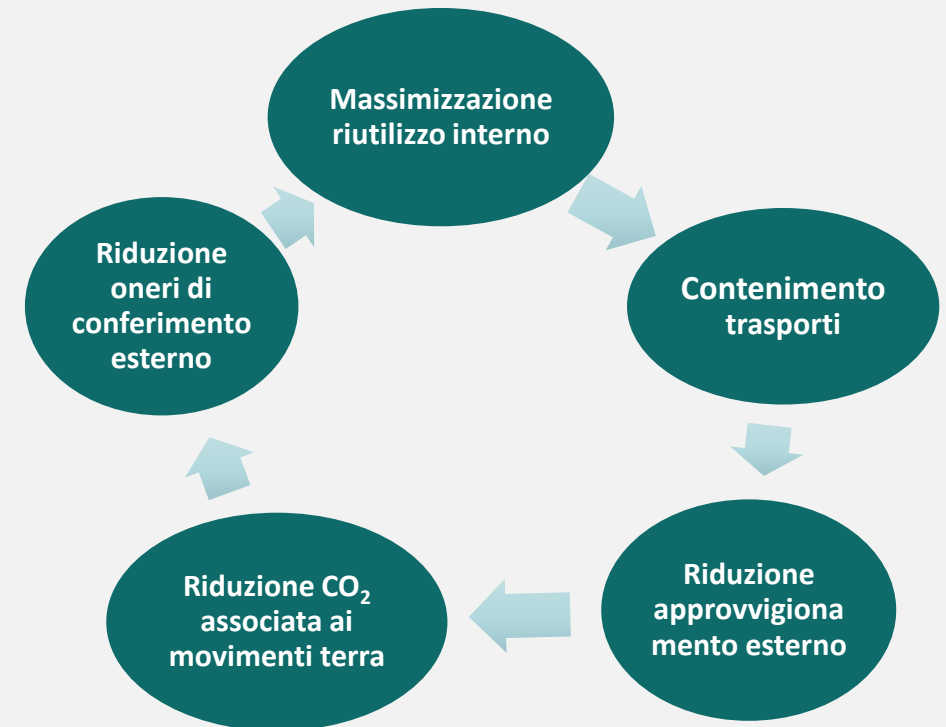 Massimizzazione
riutilizzo interno
Contenimento
trasporti
Riduzione
approvvigiona
mento esterno
Riduzione CO₂
associata ai
movimenti terra
Riduzione
oneri di
conferimento
esterno